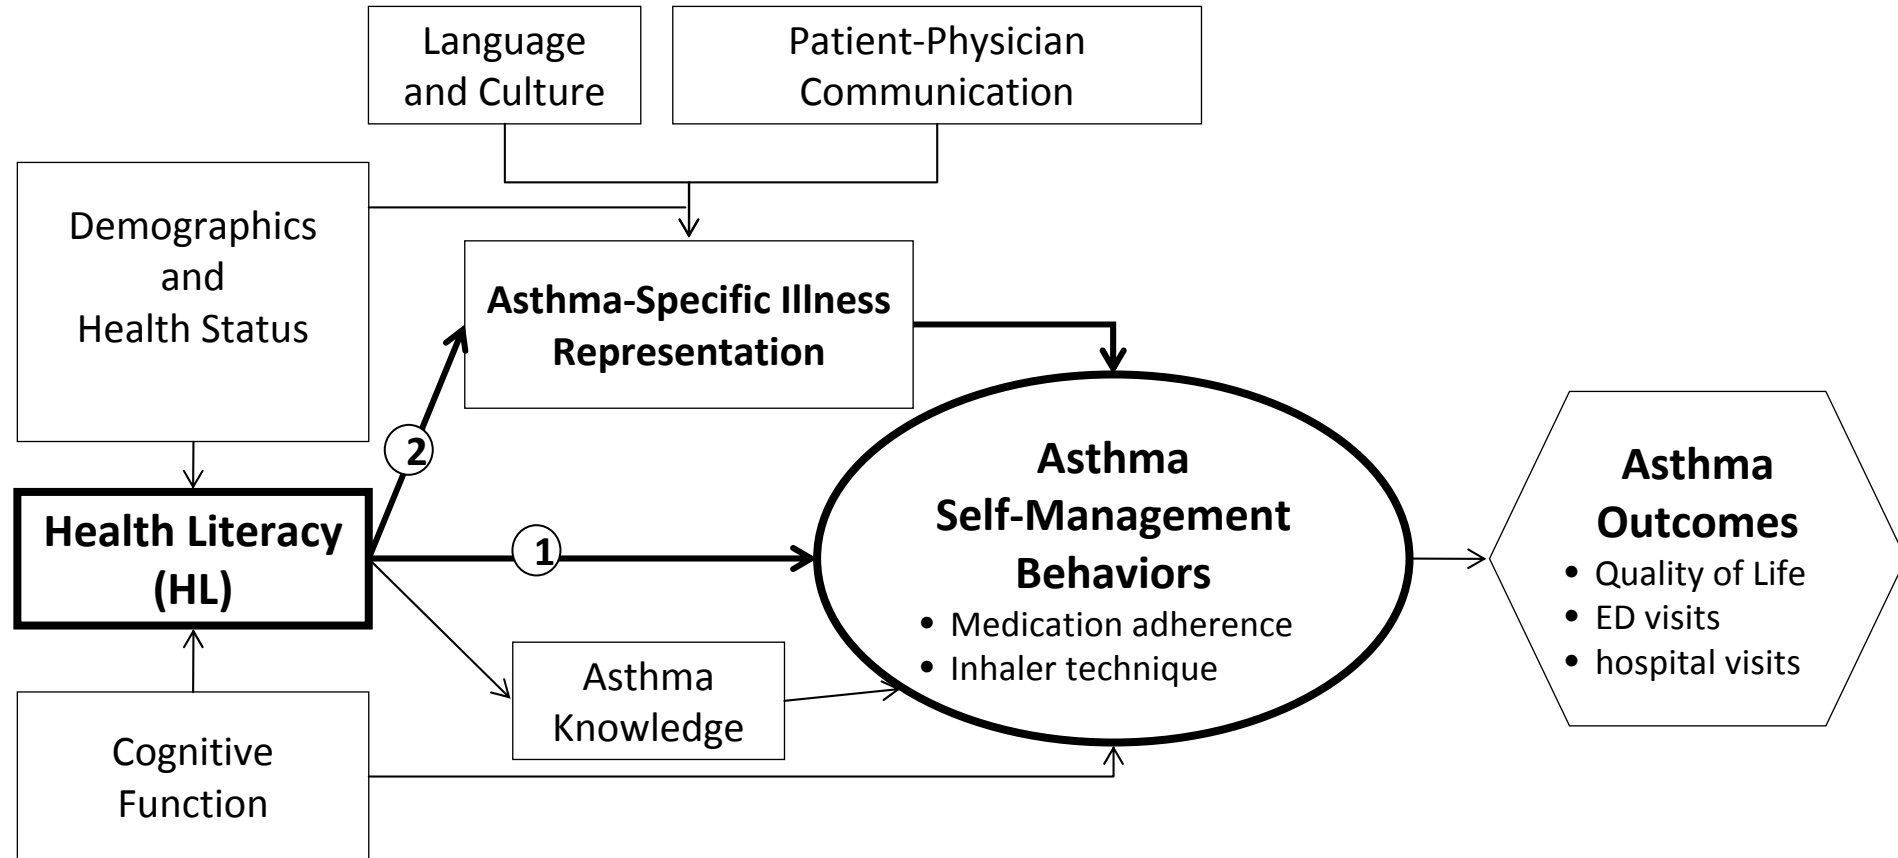 Language
and Culture
Patient-Physician
Communication
Demographics
and
Health Status
Asthma-Specific Illness
Representation
2
Health Literacy
(HL)
1
Asthma
Self-Management
Behaviors
• Medication adherence
• Inhaler technique
Asthma
Outcomes
• Quality of Life
• ED visits
• hospital visits
Asthma
Knowledge
Cognitive
Function